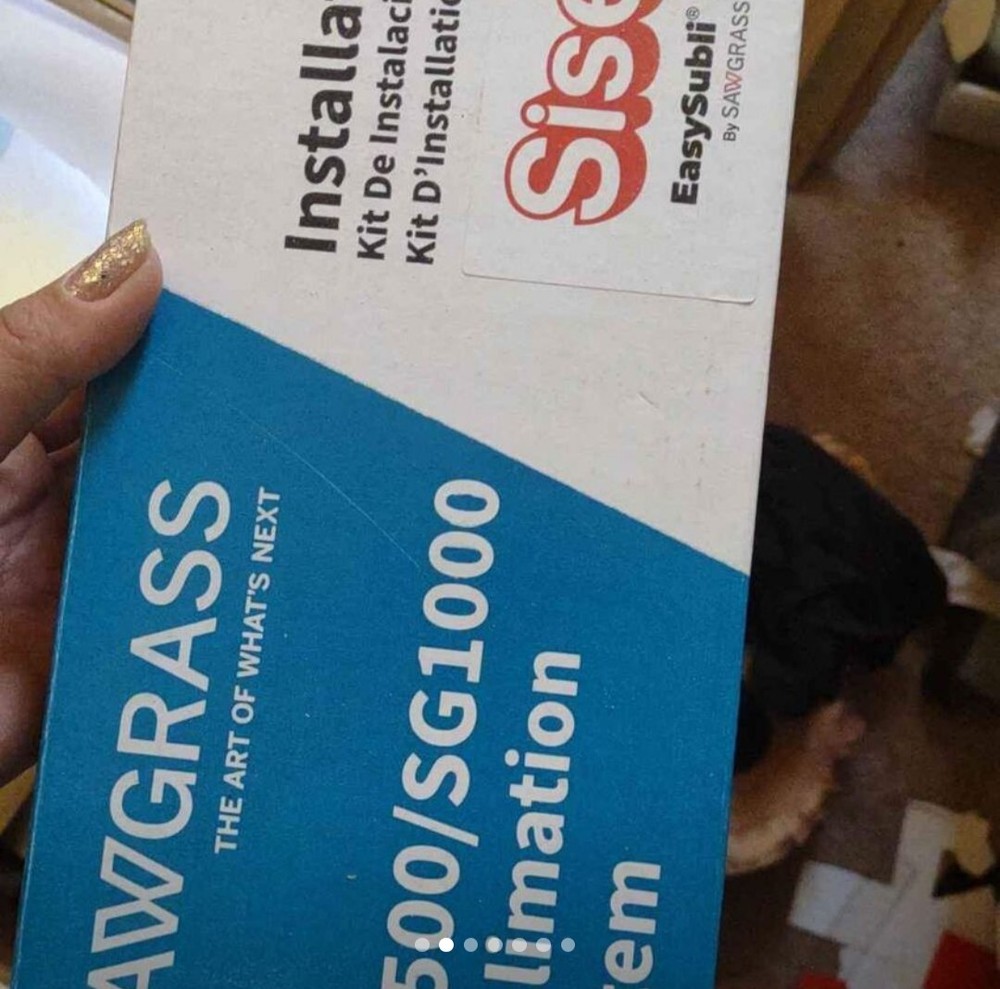 Installa
Kit De Instalaci
Kit D'Installatio
Sise
EasySubli®
By SAWGRASS
AWGRASS
THE ART OF WHAT'S NEXT
500/SG1000
limation
em